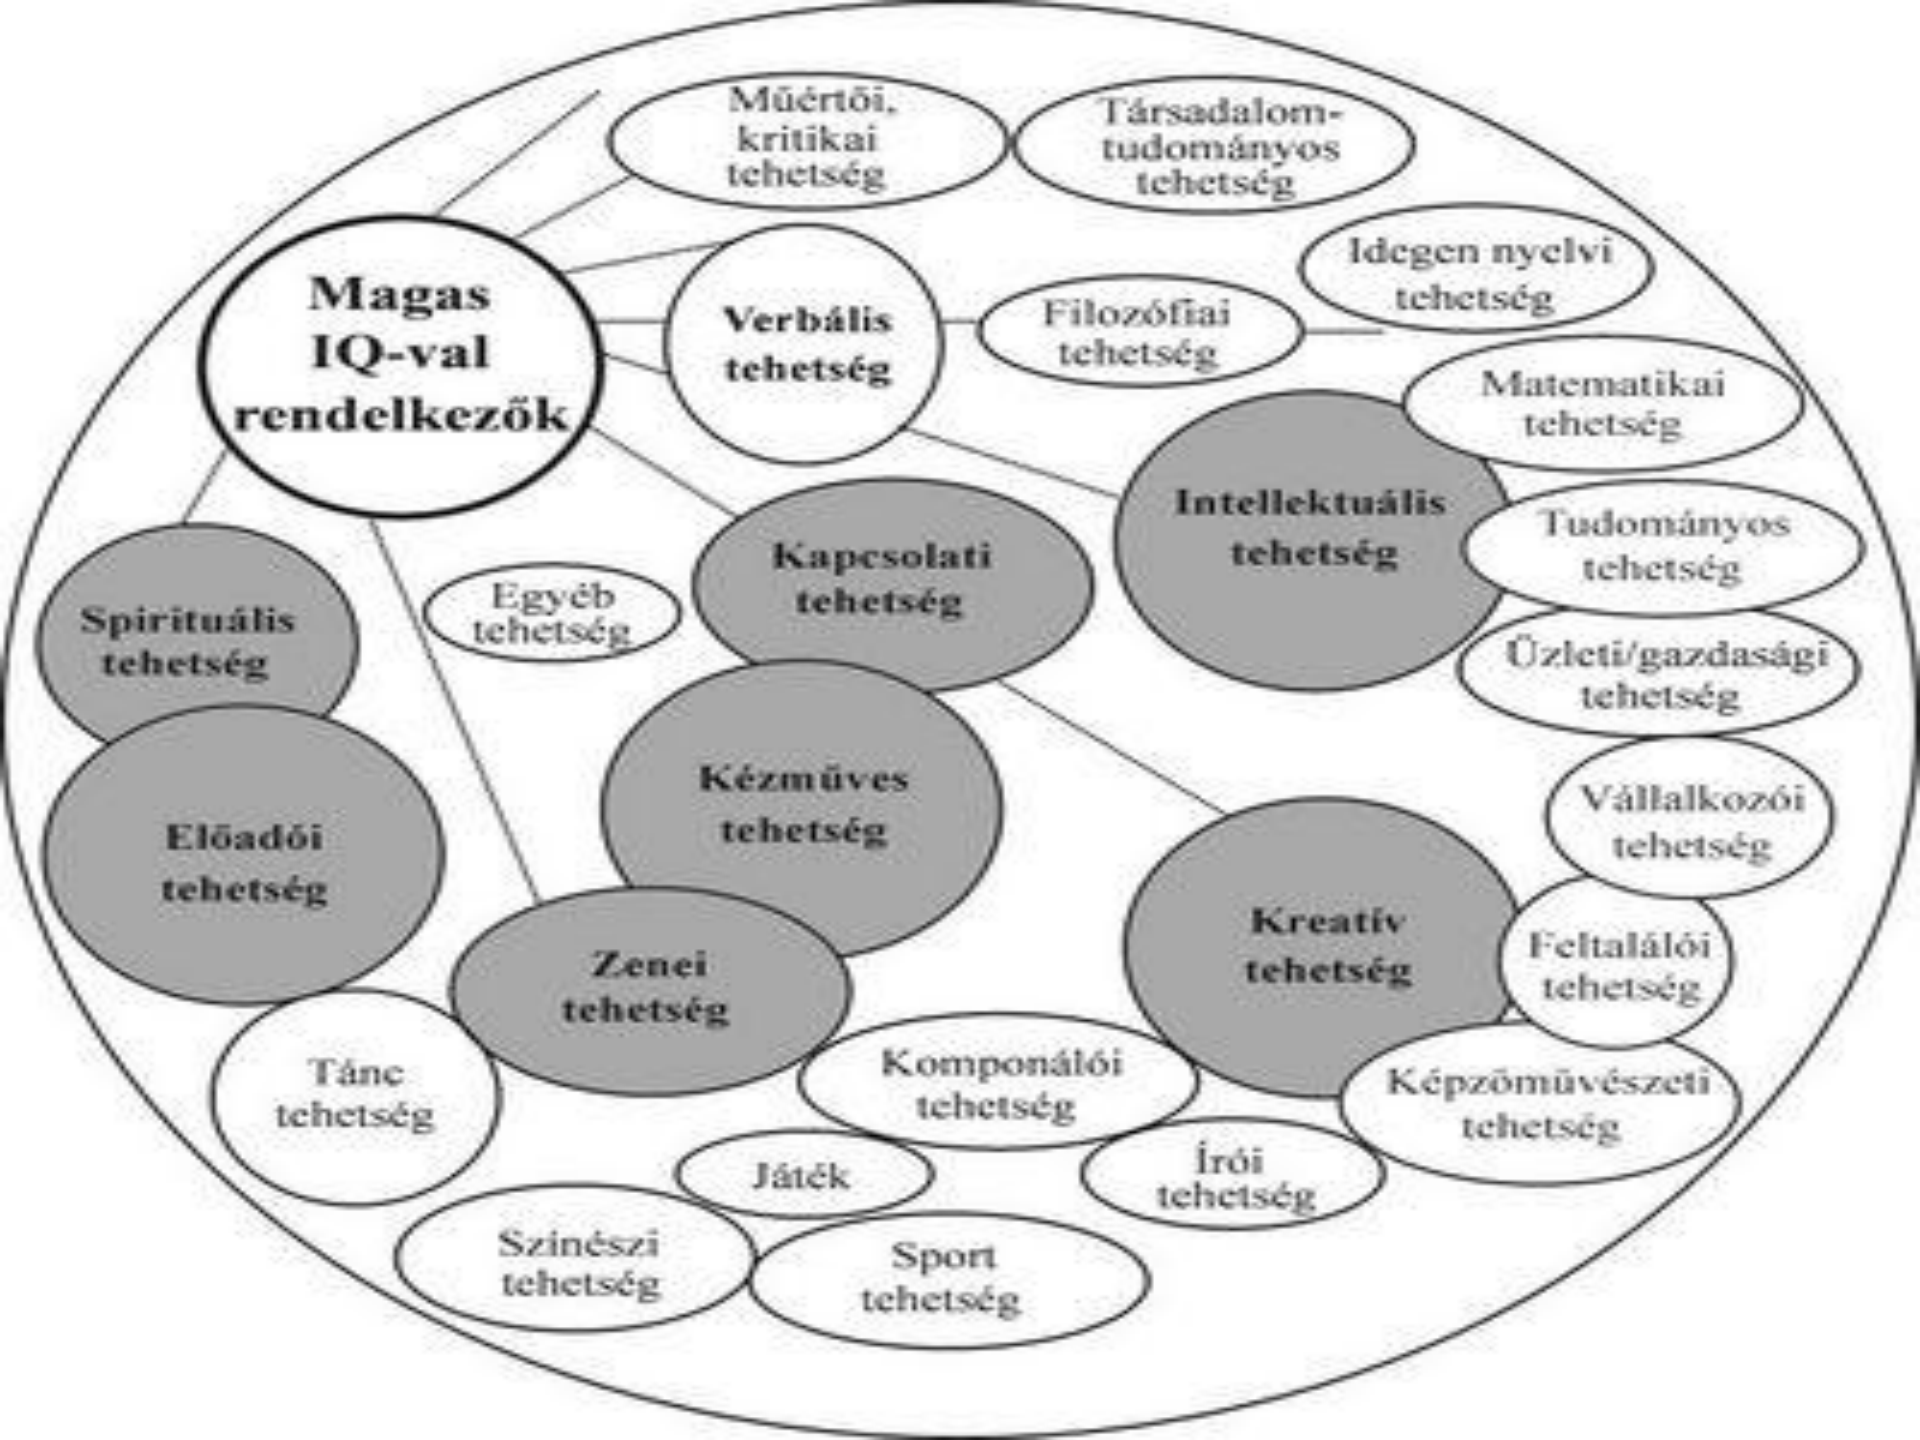 Műértői,
kritikai
tehetség
Társadalom-
tudományos
tehetség
Idegen nyelvi
tehetség
Magas
IQ-val
rendelkezők
Verbális
tehetség
Filozófiai
tehetség
Matematikai
tehetség
Intellektuális
tehetség
Tudományos
tehetség
Kapcsolati
tehetség
Egyéb
tehetség
Spirituális
tehetség
Üzleti/gazdasági
tehetség
Kézműves
tehetség
Vállalkozói
tehetség
Előadói
tehetség
Kreatív
tehetség
Feltalálói
tehetség
Zenei
tehetség
Tánc
tehetség
Komponálói
tehetség
Képzőművészeti
tehetség
Játék
Írói
tehetség
Színészi
tehetség
Sport
tehetség